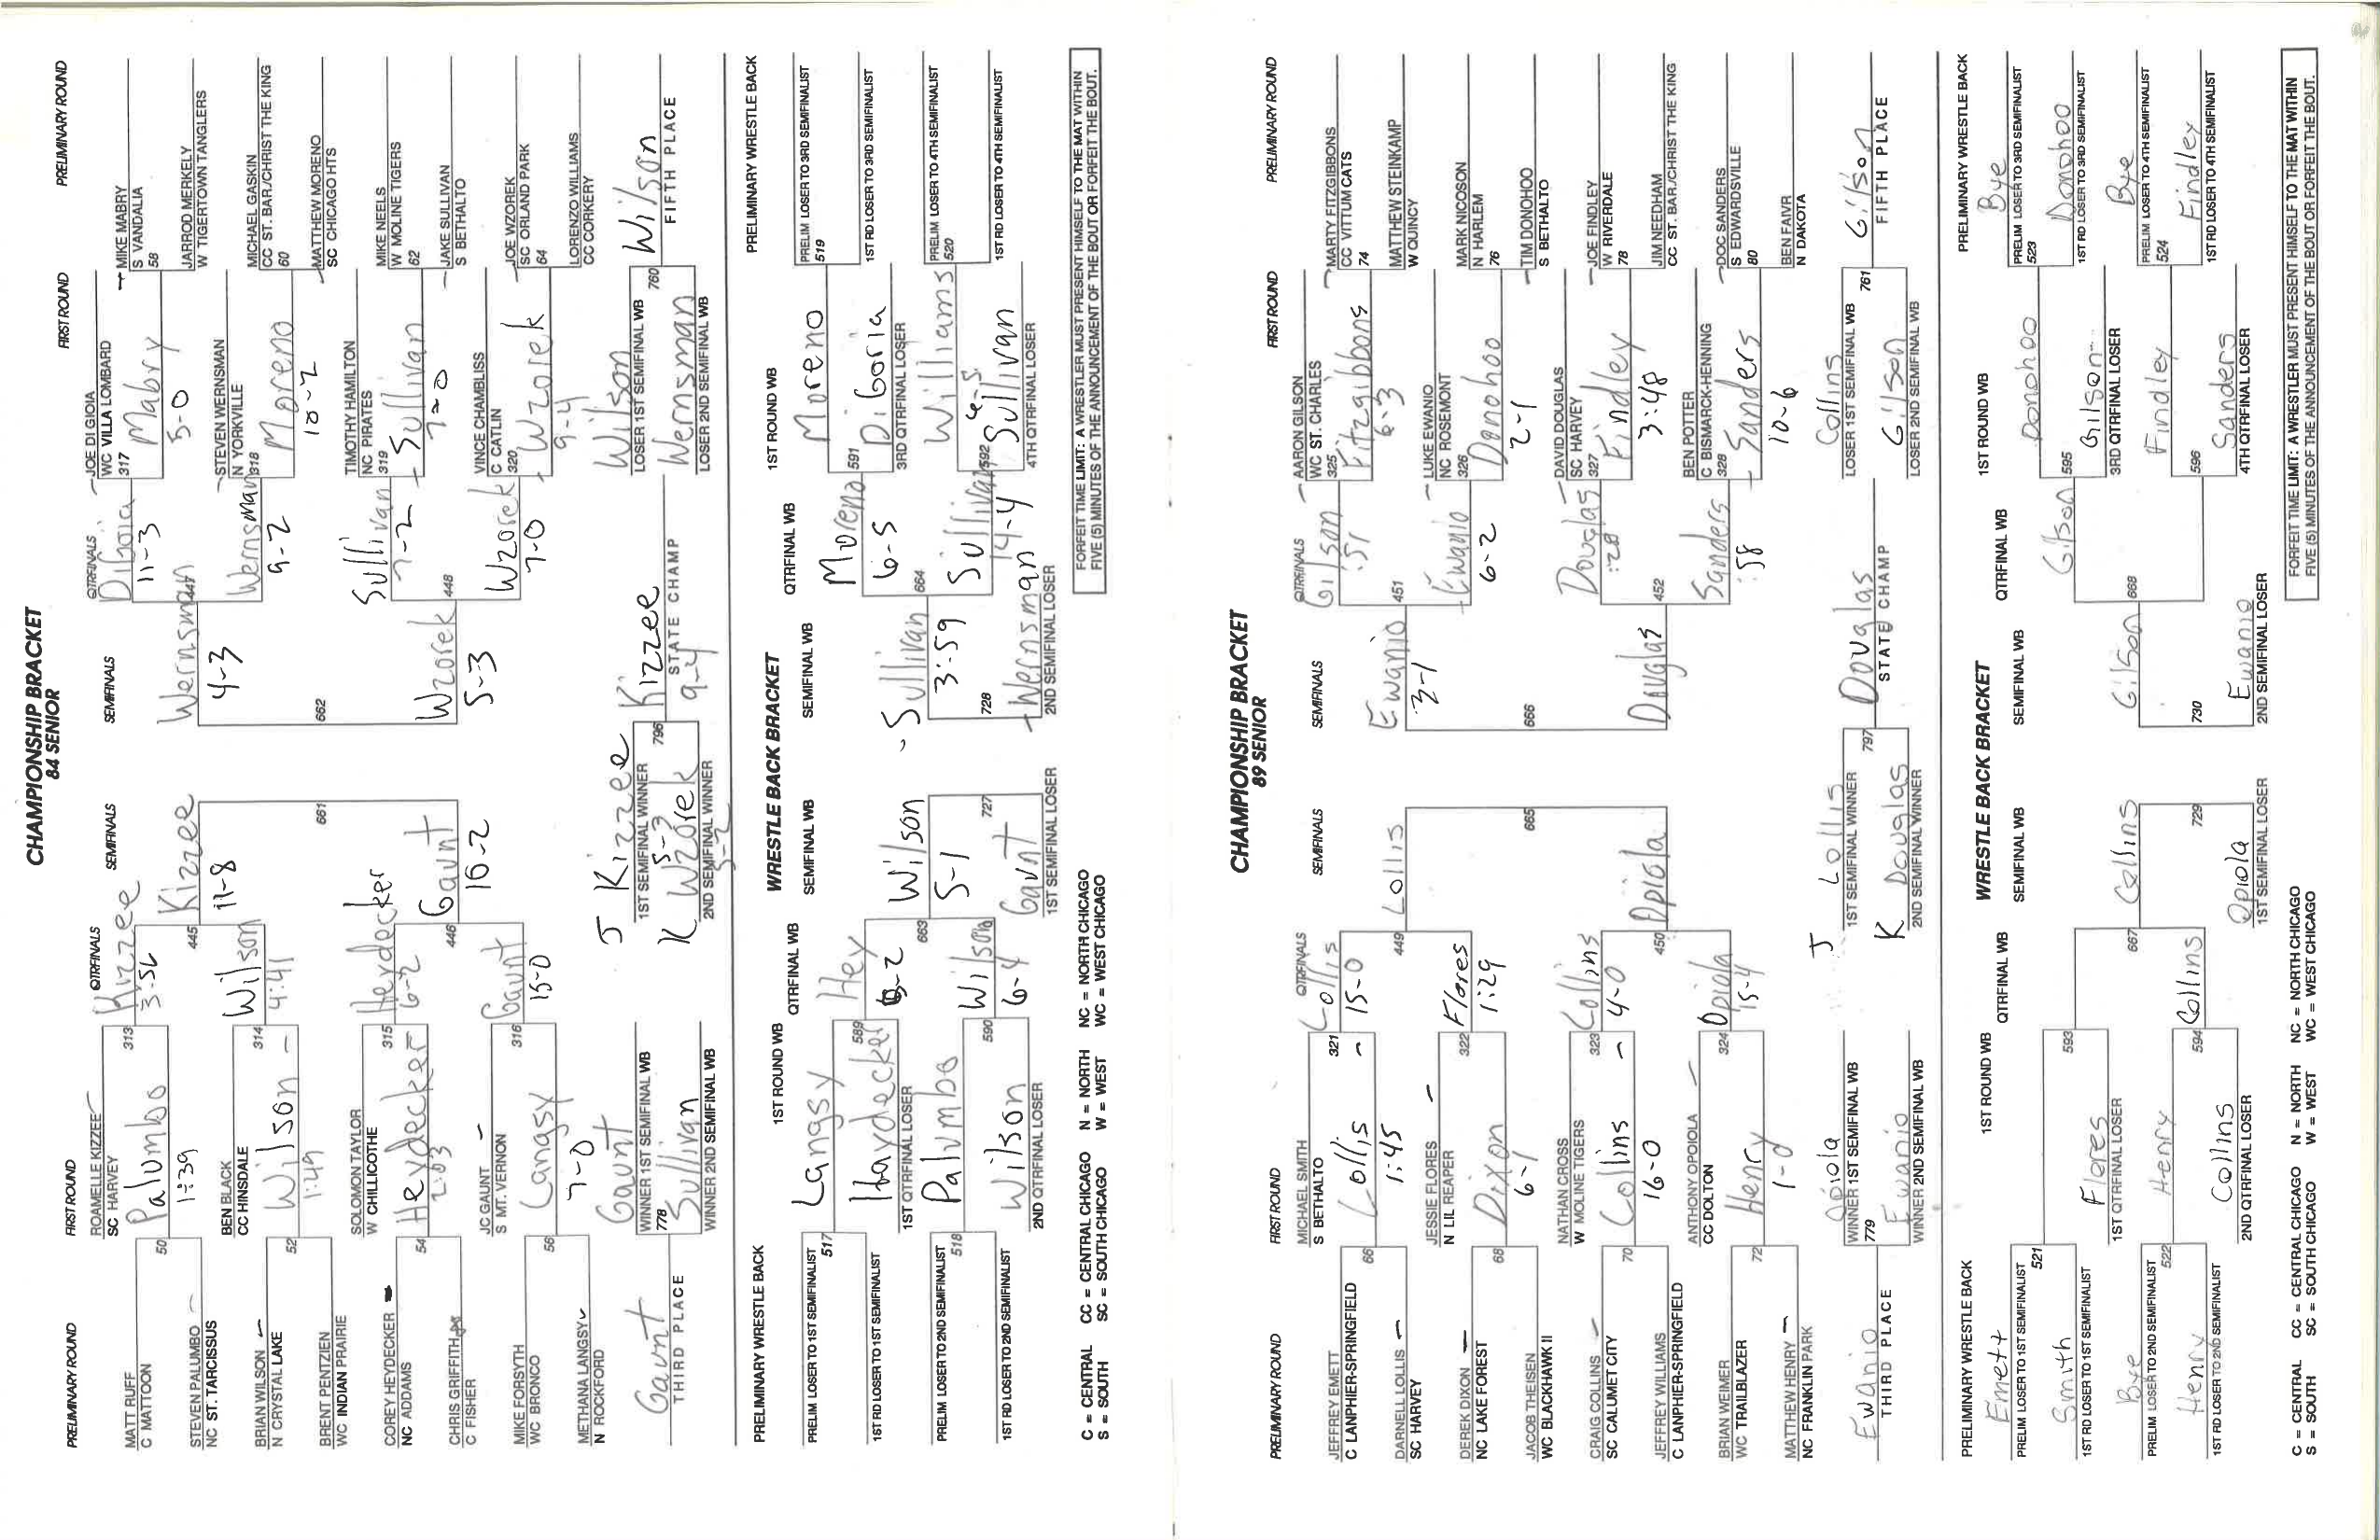 CHAMPIONSHIP BRACKET
84 SENIOR
PRELIMINARY ROUND
FIRST ROUND
QTRFINALS
SEMIFINALS
SEMIFINALS
QTRFINALS
FIRST ROUND
PRELIMINARY ROUND
MATT RUFF
C MATTOON
50
STEVEN PALUMBO
NC ST. TARCISSUS
BRIAN WILSON
N CRYSTAL LAKE
52
BRENT PENTZIEN
WC INDIAN PRAIRIE
COREY HEYDECKER
NC ADDAMS
54
CHRIS GRIFFITH
C FISHER
MIKE FORSYTH
WC BRONCO
56
METHANA LANGSY
N ROCKFORD
ROAMELLE KIZZEE
SC HARVEY
313
Palumbo
1:39
BEN BLACK
CC HINSDALE
314
Wilson
1:49
SOLOMON TAYLOR
W CHILLICOTHE
315
Heydecker
2:03
JC GAUNT
S MT. VERNON
316
Langsy
7-0
Kizzee
3:56
445
Wilson
4:41
Heydecker
6-2
446
Gaunt
15-0
Kizzee
11-8
661
Gaunt
16-2
Wernsman
4-3
662
Wzorek
5-3
DiGoia
11-3
447
Wernsman
9-2
Sullivan
7-2
448
Wzorek
7-0
JOE DI GIOIA
WC VILLA LOMBARD
317
Mabry
5-0
STEVEN WERNSMAN
N YORKVILLE
318
Moreno
10-2
TIMOTHY HAMILTON
NC PIRATES
319
Sullivan
7-0
VINCE CHAMBLISS
C CATLIN
320
Wzorek
9-4
MIKE MABRY
S VANDALIA
58
JARROD MERKELY
W TIGERTOWN TANGLERS
MICHAEL GASKIN
CC ST. BAR./CHRIST THE KING
60
MATTHEW MORENO
SC CHICAGO HTS
MIKE NEELS
W MOLINE TIGERS
62
JAKE SULLIVAN
S BETHALTO
JOE WZOREK
SC ORLAND PARK
64
LORENZO WILLIAMS
CC CORKERY
Gaunt
THIRD PLACE
Gaunt
WINNER 1ST SEMIFINAL WB
778
Sullivan
WINNER 2ND SEMIFINAL WB
J Kizzee
1ST SEMIFINAL WINNER
796
5-3
K Wzorek
2ND SEMIFINAL WINNER
Kizzee
STATE CHAMP
9-4
Wilson
LOSER 1ST SEMIFINAL WB
760
Wernsman
LOSER 2ND SEMIFINAL WB
Wilson
FIFTH PLACE
WRESTLE BACK BRACKET
PRELIMINARY WRESTLE BACK
1ST ROUND WB
QTRFINAL WB
SEMIFINAL WB
SEMIFINAL WB
QTRFINAL WB
1ST ROUND WB
PRELIMINARY WRESTLE BACK
PRELIM LOSER TO 1ST SEMIFINALIST
517
1ST RD LOSER TO 1ST SEMIFINALIST
PRELIM LOSER TO 2ND SEMIFINALIST
518
1ST RD LOSER TO 2ND SEMIFINALIST
Langsy
589
Haydecker
1ST QTRFINAL LOSER
Palumbo
590
Wilson
2ND QTRFINAL LOSER
Hey
6-2
663
Wilson
6-4
Wilson
5-1
727
Gaunt
1ST SEMIFINAL LOSER
Sullivan
3:59
728
Wernsman
2ND SEMIFINAL LOSER
Moreno
6-5
664
Sullivan
14-4
Moreno
591
DiGoria
3RD QTRFINAL LOSER
Williams
592
Sullivan
4TH QTRFINAL LOSER
PRELIM LOSER TO 3RD SEMIFINALIST
519
1ST RD LOSER TO 3RD SEMIFINALIST
PRELIM LOSER TO 4TH SEMIFINALIST
520
1ST RD LOSER TO 4TH SEMIFINALIST
C = CENTRAL CC = CENTRAL CHICAGO N = NORTH NC = NORTH CHICAGO
S = SOUTH SC = SOUTH CHICAGO W = WEST WC = WEST CHICAGO
FORFEIT TIME LIMIT: A WRESTLER MUST PRESENT HIMSELF TO THE MAT WITHIN
FIVE (5) MINUTES OF THE ANNOUNCEMENT OF THE BOUT OR FORFEIT THE BOUT.
CHAMPIONSHIP BRACKET
89 SENIOR
PRELIMINARY ROUND
FIRST ROUND
QTRFINALS
SEMIFINALS
SEMIFINALS
QTRFINALS
FIRST ROUND
PRELIMINARY ROUND
JEFFREY EMETT
C LANPHIER-SPRINGFIELD
66
DARNELL LOLLIS
SC HARVEY
DEREK DIXON
NC LAKE FOREST
68
JACOB THEISEN
WC BLACKHAWK II
CRAIG COLLINS
SC CALUMET CITY
70
JEFFREY WILLIAMS
C LANPHIER-SPRINGFIELD
BRIAN WEIMER
WC TRAILBLAZER
72
MATTHEW HENRY
NC FRANKLIN PARK
MICHAEL SMITH
S BETHALTO
321
Lollis
1:45
JESSIE FLORES
N LIL REAPER
322
Dixon
6-1
NATHAN CROSS
W MOLINE TIGERS
323
Collins
16-0
ANTHONY OPIOLA
CC DOLTON
324
Henry
1-0
Lollis
15-0
449
Flores
1:29
Collins
4-0
450
Opiola
15-4
Lollis
665
Opiola
Ewanio
3-1
666
Douglas
Gilson
:51
451
Ewanio
6-2
Douglas
:28
452
Sanders
:58
AARON GILSON
WC ST. CHARLES
325
Fitzgibbons
6-3
LUKE EWANIO
NC ROSEMONT
326
Donohoo
2-1
DAVID DOUGLAS
SC HARVEY
327
Findley
3:48
BEN POTTER
C BISMARCK-HENNING
328
Sanders
10-6
MARTY FITZGIBBONS
CC VITTUM CATS
74
MATTHEW STEINKAMP
W QUINCY
MARK NICOSON
N HARLEM
76
TIM DONOHOO
S BETHALTO
JOE FINDLEY
W RIVERDALE
78
JIM NEEDHAM
CC ST. BAR./CHRIST THE KING
DOC SANDERS
S EDWARDSVILLE
80
BEN FAIVR
N DAKOTA
Ewanio
THIRD PLACE
Opiola
WINNER 1ST SEMIFINAL WB
779
Ewanio
WINNER 2ND SEMIFINAL WB
J Lollis
1ST SEMIFINAL WINNER
797
K Douglas
2ND SEMIFINAL WINNER
Douglas
STATE CHAMP
Collins
LOSER 1ST SEMIFINAL WB
761
Gilson
LOSER 2ND SEMIFINAL WB
Gilson
FIFTH PLACE
WRESTLE BACK BRACKET
PRELIMINARY WRESTLE BACK
1ST ROUND WB
QTRFINAL WB
SEMIFINAL WB
SEMIFINAL WB
QTRFINAL WB
1ST ROUND WB
PRELIMINARY WRESTLE BACK
Emett
PRELIM LOSER TO 1ST SEMIFINALIST
521
Smith
1ST RD LOSER TO 1ST SEMIFINALIST
Bye
PRELIM LOSER TO 2ND SEMIFINALIST
522
Henry
1ST RD LOSER TO 2ND SEMIFINALIST
593
Flores
1ST QTRFINAL LOSER
Henry
594
Collins
2ND QTRFINAL LOSER
667
Collins
Collins
729
Opiola
1ST SEMIFINAL LOSER
Gilson
730
Ewanio
2ND SEMIFINAL LOSER
Gilson
668
Donohoo
595
Gilson
3RD QTRFINAL LOSER
Findley
596
Sanders
4TH QTRFINAL LOSER
Bye
PRELIM LOSER TO 3RD SEMIFINALIST
523
Donohoo
1ST RD LOSER TO 3RD SEMIFINALIST
Bye
PRELIM LOSER TO 4TH SEMIFINALIST
524
Findley
1ST RD LOSER TO 4TH SEMIFINALIST
C = CENTRAL CC = CENTRAL CHICAGO N = NORTH NC = NORTH CHICAGO
S = SOUTH SC = SOUTH CHICAGO W = WEST WC = WEST CHICAGO
FORFEIT TIME LIMIT: A WRESTLER MUST PRESENT HIMSELF TO THE MAT WITHIN
FIVE (5) MINUTES OF THE ANNOUNCEMENT OF THE BOUT OR FORFEIT THE BOUT.